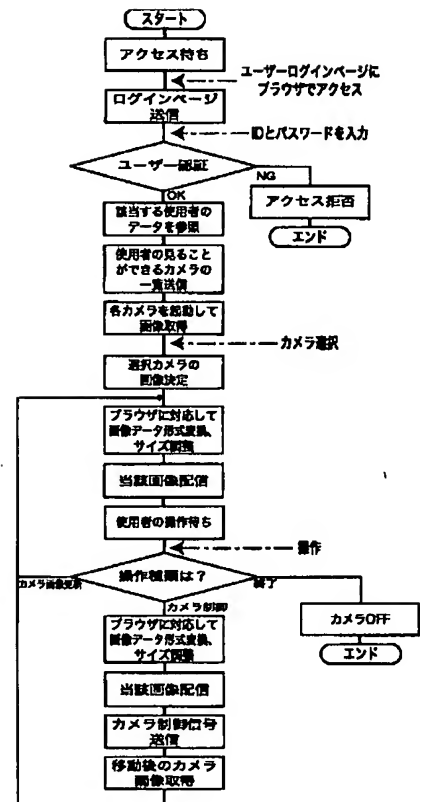 スタート
アクセス待ち
ユーザーログインページに
ブラウザでアクセス
ログインページ
送信
IDとパスワードを入力
ユーザー認証
NG
OK
アクセス拒否
エンド
該当する使用者の
データを参照
使用者の見ること
ができるカメラの
一覧送信
各カメラを起動して
画像取得
カメラ選択
選択カメラの
画像決定
ブラウザに対応して
画像データ形式変換、
サイズ調整
当該画像配信
使用者の操作待ち
操作
操作種類は?
カメラ画像更新
終了
カメラ制御
カメラOFF
エンド
ブラウザに対応して
画像データ形式変換、
サイズ調整
当該画像配信
カメラ制御信号
送信
移動後のカメラ
画像取得